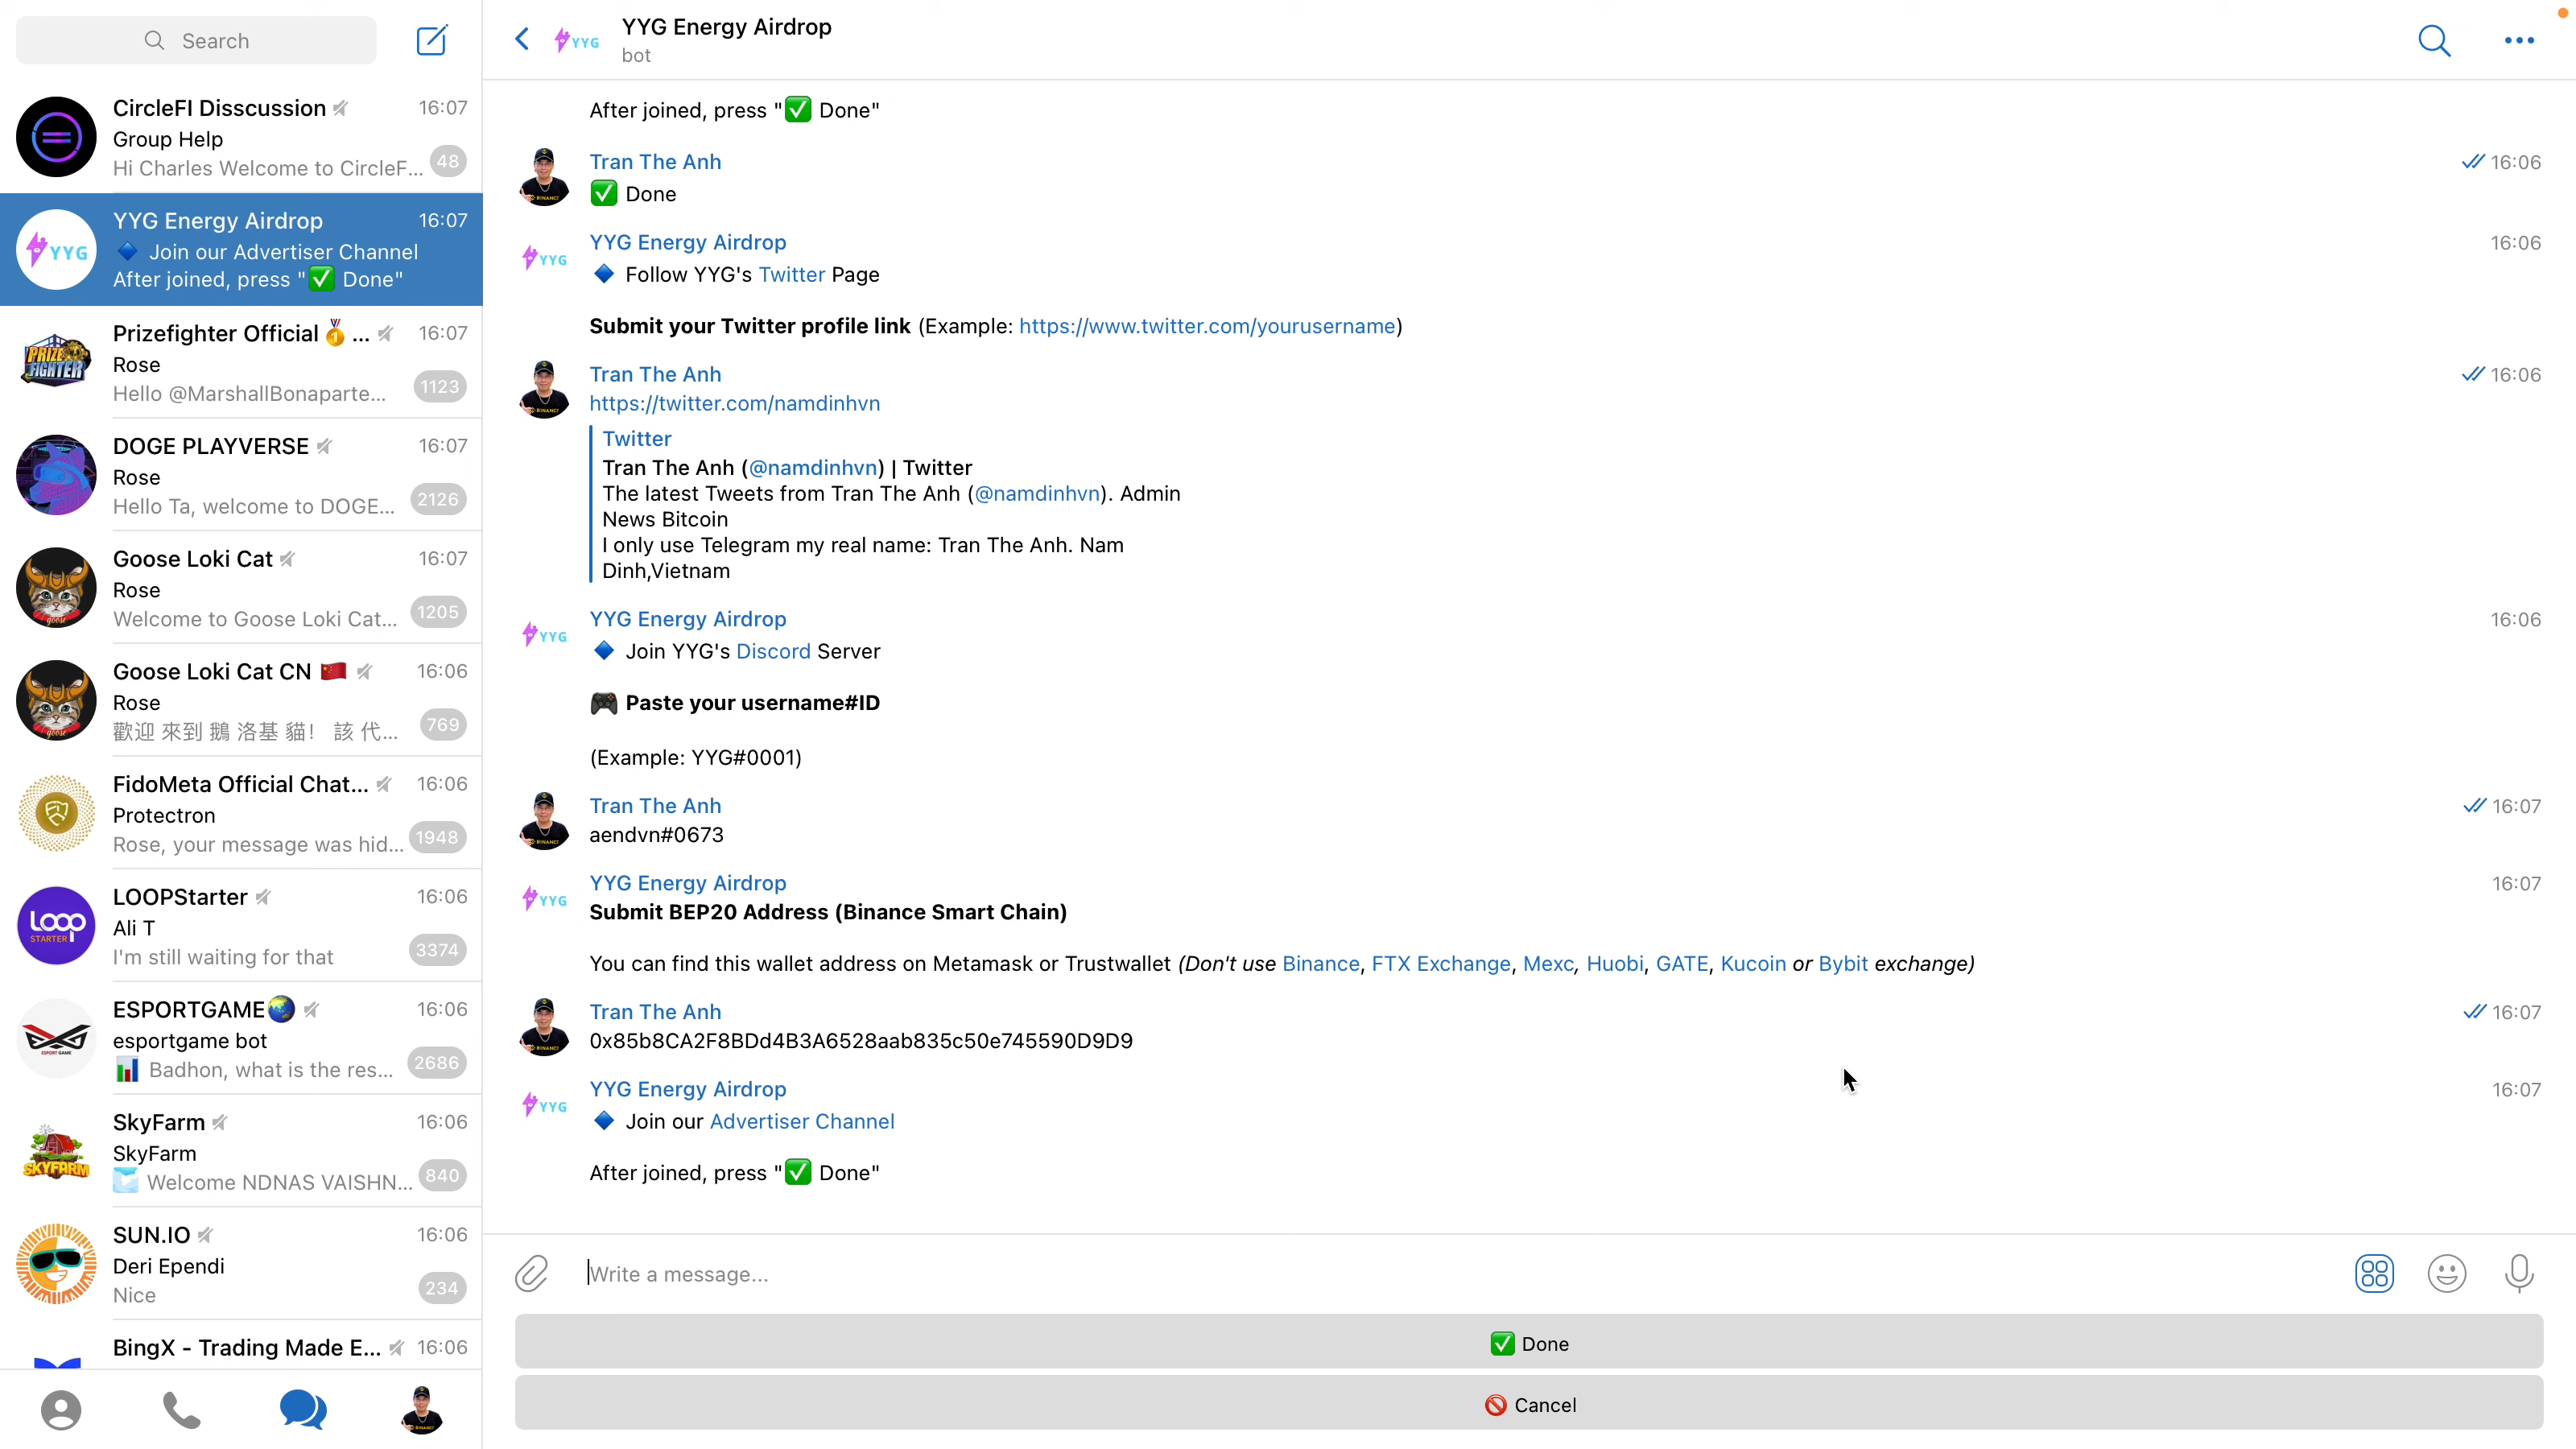 Search
CircleFI Disscussion 16:07
Group Help
Hi Charles Welcome to CircleF... 48
YYG Energy Airdrop 16:07
🔹 Join our Advertiser Channel
After joined, press "✅ Done"
Prizefighter Official 🥇 ... 16:07
Rose
Hello @MarshallBonaparte... 1123
DOGE PLAYVERSE 16:07
Rose
Hello Ta, welcome to DOGE... 2126
Goose Loki Cat 16:07
Rose
Welcome to Goose Loki Cat... 1205
Goose Loki Cat CN 🇨🇳 16:06
Rose
歡迎 來到 鵝 洛基 貓！ 該 代... 769
FidoMeta Official Chat... 16:06
Protectron
Rose, your message was hid... 1948
LOOPStarter 16:06
Ali T
I'm still waiting for that 3374
ESPORTGAME🌏 16:06
esportgame bot
📊 Badhon, what is the res... 2686
SkyFarm 16:06
SkyFarm
Welcome NDNAS VAISHN... 840
SUN.IO 16:06
Deri Ependi
Nice 234
BingX - Trading Made E... 16:06
YYG
PRIZE
FIGHTER
goose
goose
LOOP
STARTER
ESPORT GAME
SKYFARM
YYG
YYG Energy Airdrop
bot
After joined, press "✅ Done"
Tran The Anh 16:06
✅ Done
YYG Energy Airdrop 16:06
🔹 Follow YYG's Twitter Page
Submit your Twitter profile link (Example: https://www.twitter.com/yourusername)
Tran The Anh 16:06
https://twitter.com/namdinhvn
Twitter
Tran The Anh (@namdinhvn) | Twitter
The latest Tweets from Tran The Anh (@namdinhvn). Admin
News Bitcoin
I only use Telegram my real name: Tran The Anh. Nam
Dinh,Vietnam
YYG Energy Airdrop 16:06
🔹 Join YYG's Discord Server
🎮 Paste your username#ID
(Example: YYG#0001)
Tran The Anh 16:07
aendvn#0673
YYG Energy Airdrop 16:07
Submit BEP20 Address (Binance Smart Chain)
You can find this wallet address on Metamask or Trustwallet (Don't use Binance, FTX Exchange, Mexc, Huobi, GATE, Kucoin or Bybit exchange)
Tran The Anh 16:07
0x85b8CA2F8BDd4B3A6528aab835c50e745590D9D9
YYG Energy Airdrop 16:07
🔹 Join our Advertiser Channel
After joined, press "✅ Done"
Write a message...
✅ Done
🚫 Cancel